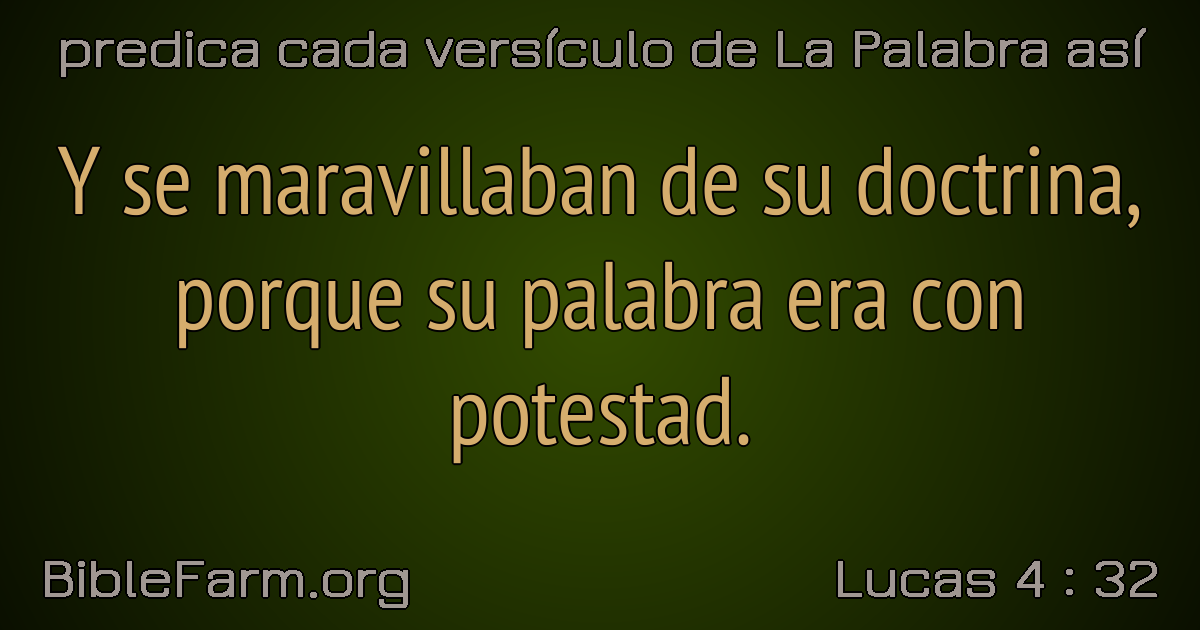 predica cada versículo de La Palabra así
Y se maravillaban de su doctrina,
porque su palabra era con
potestad.
BibleFarm.org
Lucas 4 : 32